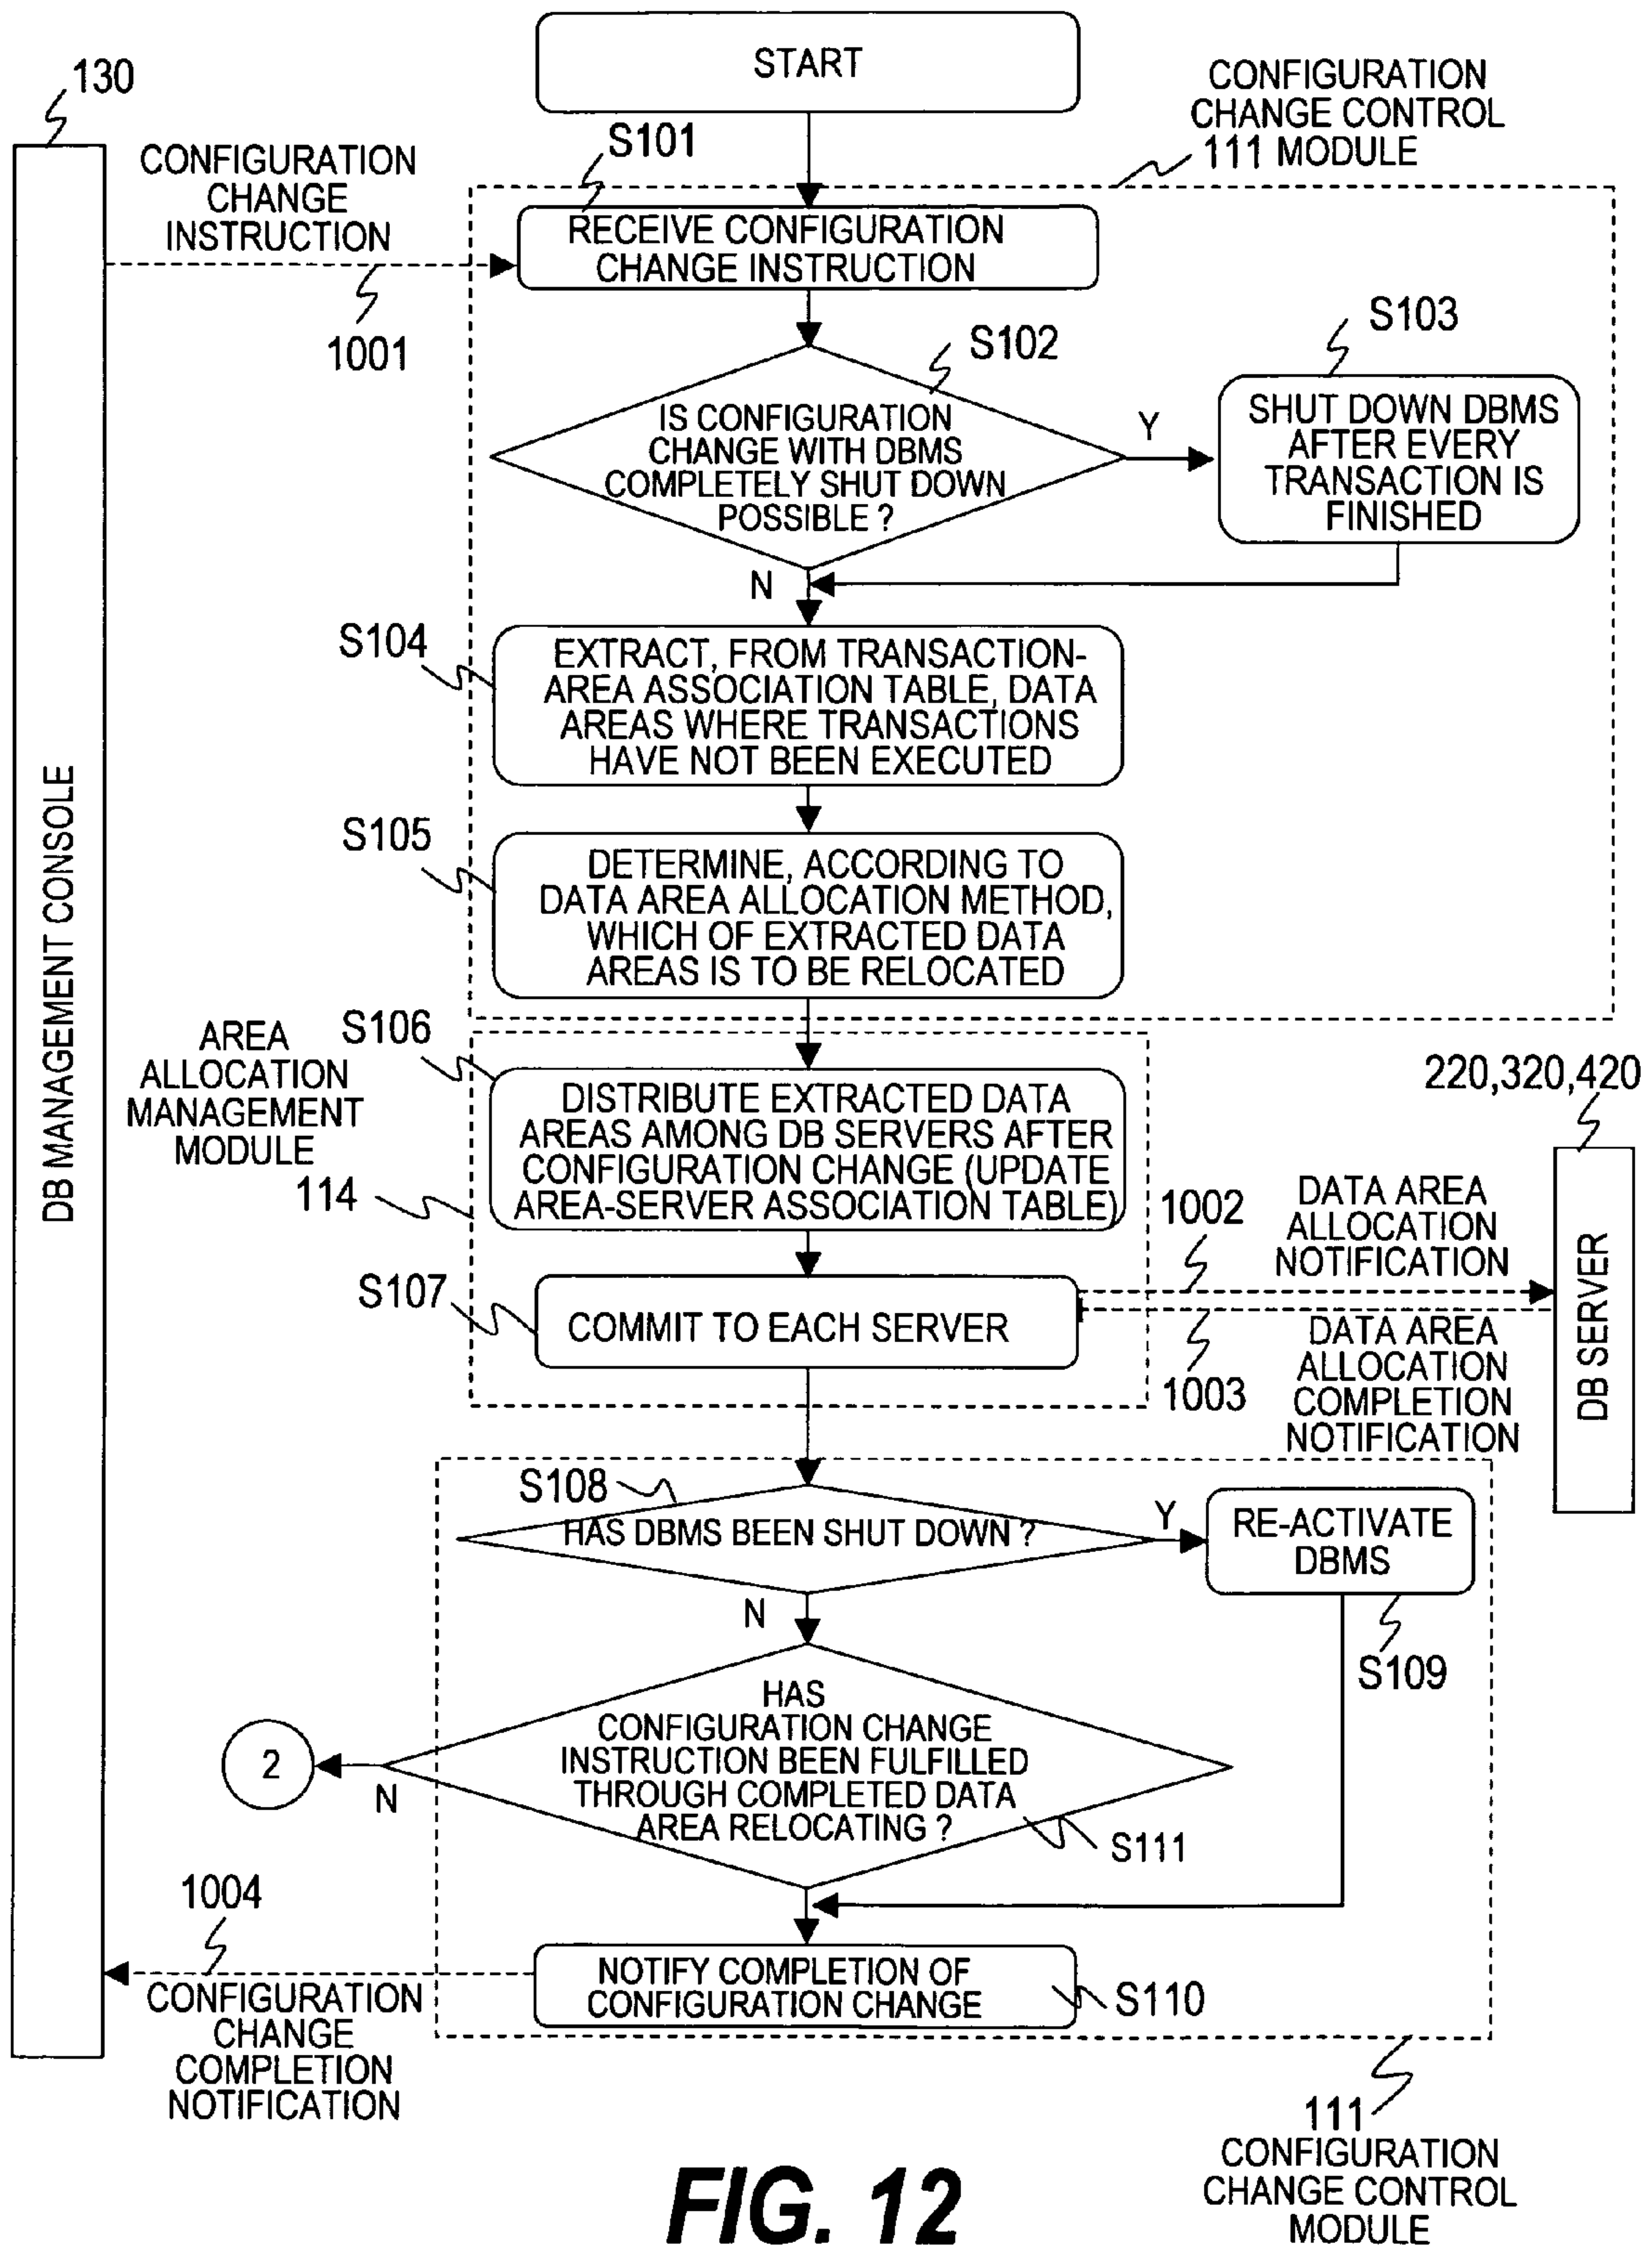 START
130
CONFIGURATION
CHANGE CONTROL
111 MODULE
CONFIGURATION
CHANGE
INSTRUCTION
S101
RECEIVE CONFIGURATION
CHANGE INSTRUCTION
1001
S102
IS CONFIGURATION
CHANGE WITH DBMS
COMPLETELY SHUT DOWN
POSSIBLE ?
Y
N
S103
SHUT DOWN DBMS
AFTER EVERY
TRANSACTION IS
FINISHED
S104
EXTRACT, FROM TRANSACTION-
AREA ASSOCIATION TABLE, DATA
AREAS WHERE TRANSACTIONS
HAVE NOT BEEN EXECUTED
S105
DETERMINE, ACCORDING TO
DATA AREA ALLOCATION METHOD,
WHICH OF EXTRACTED DATA
AREAS IS TO BE RELOCATED
DB MANAGEMENT CONSOLE
AREA
ALLOCATION
MANAGEMENT
MODULE
114
S106
DISTRIBUTE EXTRACTED DATA
AREAS AMONG DB SERVERS AFTER
CONFIGURATION CHANGE (UPDATE
AREA-SERVER ASSOCIATION TABLE)
220,320,420
DB SERVER
1002
DATA AREA
ALLOCATION
NOTIFICATION
S107
COMMIT TO EACH SERVER
1003
DATA AREA
ALLOCATION
COMPLETION
NOTIFICATION
S108
HAS DBMS BEEN SHUT DOWN ?
Y
N
RE-ACTIVATE
DBMS
S109
HAS
CONFIGURATION CHANGE
INSTRUCTION BEEN FULFILLED
THROUGH COMPLETED DATA
AREA RELOCATING ?
S111
2
N
1004
CONFIGURATION
CHANGE
COMPLETION
NOTIFICATION
NOTIFY COMPLETION OF
CONFIGURATION CHANGE
S110
111
CONFIGURATION
CHANGE CONTROL
MODULE
FIG. 12